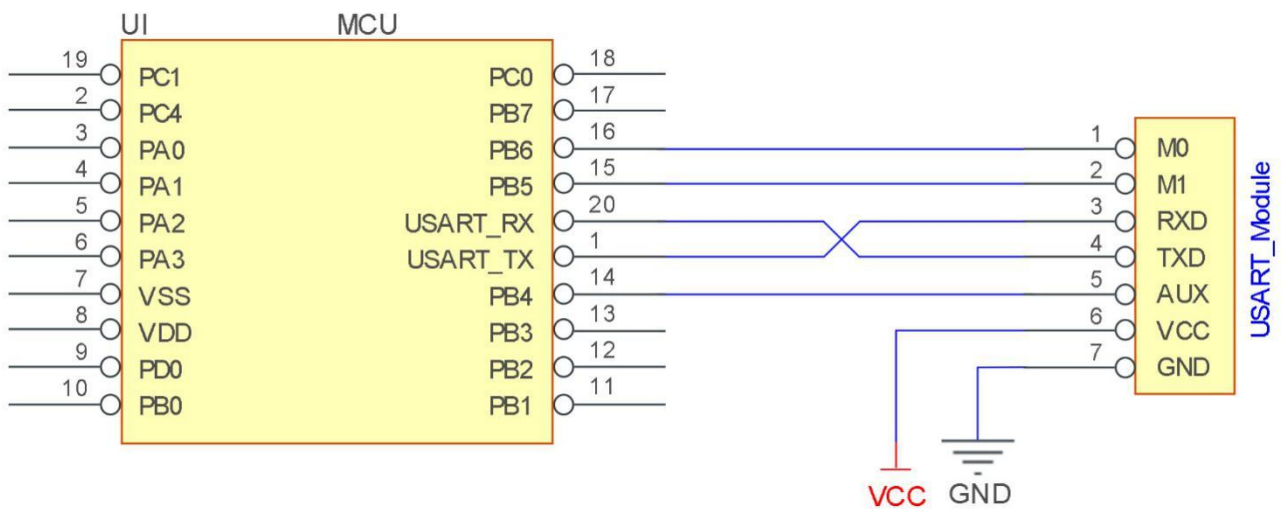 UI MCU
19 PC1 PC0 18
2 PC4 PB7 17
3 PA0 PB6 16 1 M0
4 PA1 PB5 15 2 M1
5 PA2 USART_RX 20 3 RXD
6 PA3 USART_TX 1 4 TXD
7 VSS PB4 14 5 AUX
8 VDD PB3 13 6 VCC
9 PD0 PB2 12 7 GND
10 PB0 PB1 11
USART_Module
VCC GND